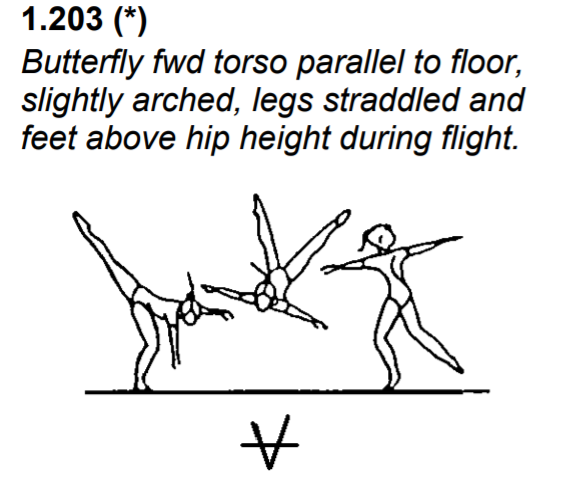 1.203 (*)
Butterfly fwd torso parallel to floor,
slightly arched, legs straddled and
feet above hip height during flight.